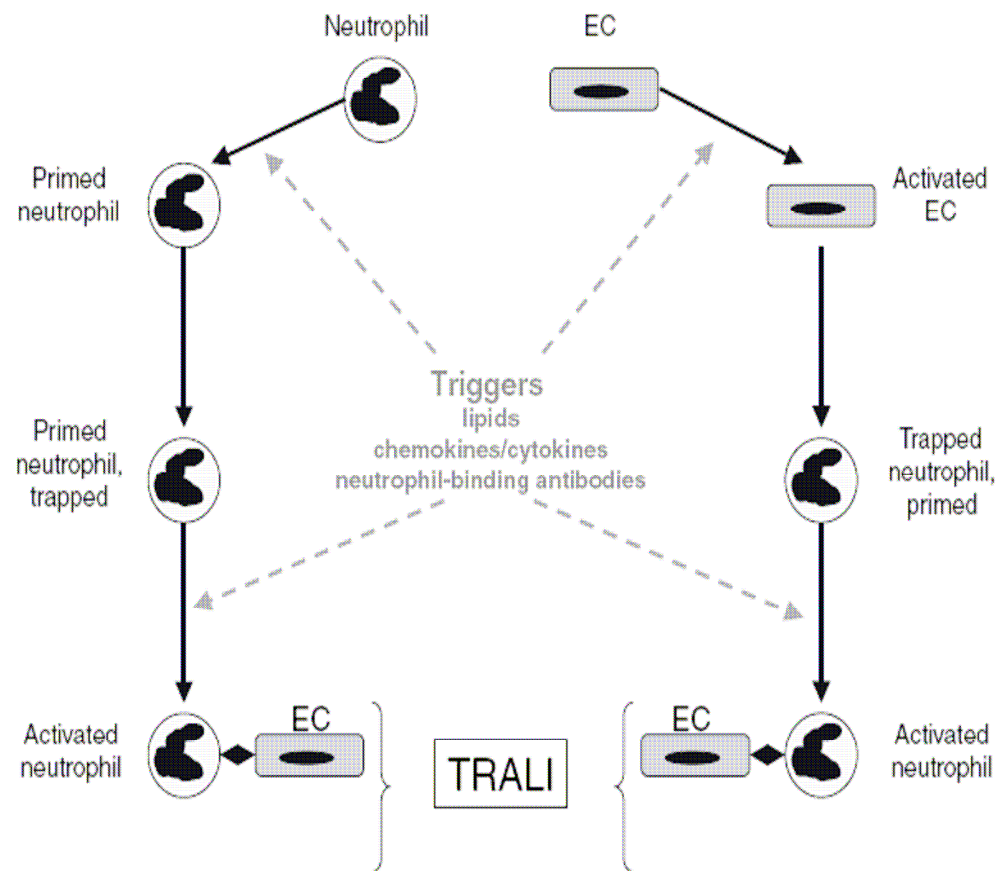 Neutrophil
EC
Primed
neutrophil
Activated
EC
Triggers
lipids
chemokines/cytokines
neutrophil-binding antibodies
Primed
neutrophil,
trapped
Trapped
neutrophil,
primed
Activated
neutrophil
EC
TRALI
EC
Activated
neutrophil